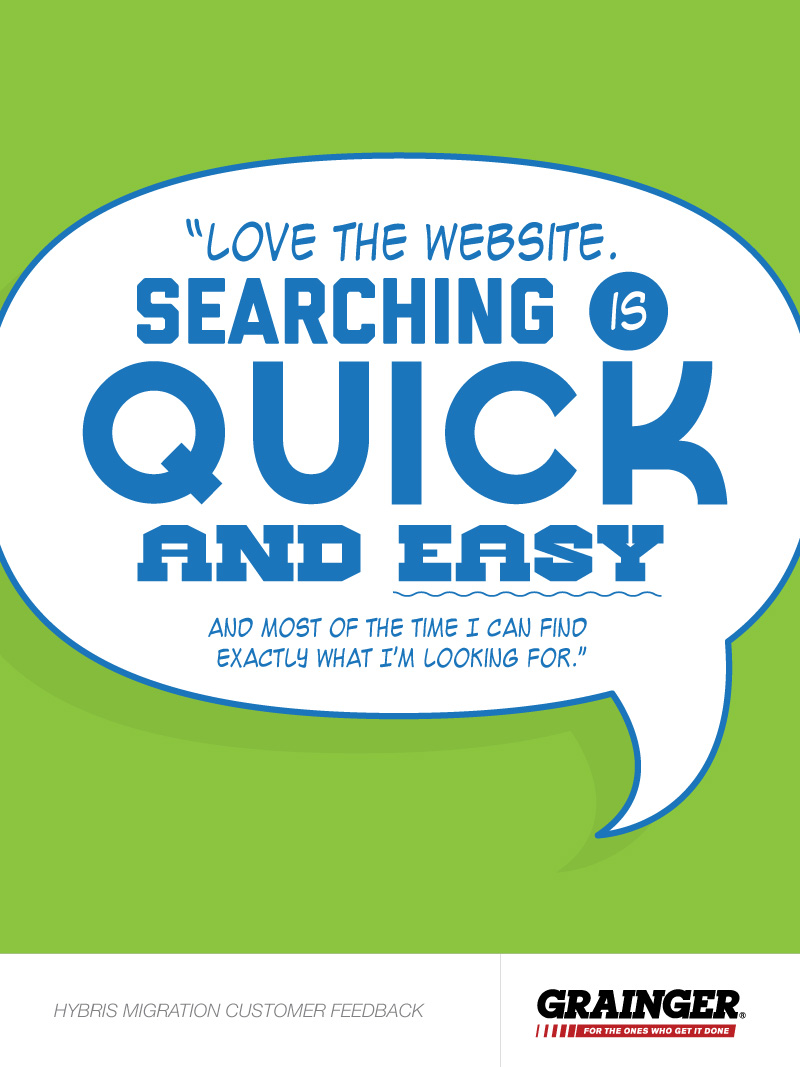 “LOVE THE WEBSITE.
SEARCHING IS
QUICK
AND EASY
AND MOST OF THE TIME I CAN FIND
EXACTLY WHAT I’M LOOKING FOR.”
HYBRIS MIGRATION CUSTOMER FEEDBACK
GRAINGER®
FOR THE ONES WHO GET IT DONE